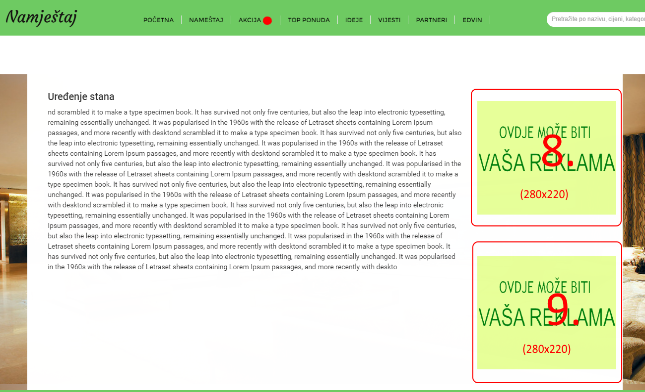 Namještaj
POČETNA NAMJEŠTAJ AKCIJA TOP PONUDA IDEJE VIJESTI PARTNERI EDVIN
Pretražite po nazivu, cijeni, katego
Uređenje stana
nd scrambled it to make a type specimen book. It has survived not only five centuries, but also the leap into electronic typesetting,
remaining essentially unchanged. It was popularised in the 1960s with the release of Letraset sheets containing Lorem Ipsum
passages, and more recently with desktond scrambled it to make a type specimen book. It has survived not only five centuries, but also
the leap into electronic typesetting, remaining essentially unchanged. It was popularised in the 1960s with the release of Letraset
sheets containing Lorem Ipsum passages, and more recently with desktond scrambled it to make a type specimen book. It has
survived not only five centuries, but also the leap into electronic typesetting, remaining essentially unchanged. It was popularised in
the 1960s with the release of Letraset sheets containing Lorem Ipsum passages, and more recently with desktond scrambled it to make a
type specimen book. It has survived not only five centuries, but also the leap into electronic typesetting, remaining essentially
unchanged. It was popularised in the 1960s with the release of Letraset sheets containing Lorem Ipsum passages, and more recently
with desktond scrambled it to make a type specimen book. It has survived not only five centuries, but also the leap into electronic
typesetting, remaining essentially unchanged. It was popularised in the 1960s with the release of Letraset sheets containing Lorem
Ipsum passages, and more recently with desktond scrambled it to make a type specimen book. It has survived not only five centuries,
but also the leap into electronic typesetting, remaining essentially unchanged. It was popularised in the 1960s with the release of
Letraset sheets containing Lorem Ipsum passages, and more recently with desktond scrambled it to make a type specimen book. It
has survived not only five centuries, but also the leap into electronic typesetting, remaining essentially unchanged. It was popularised
in the 1960s with the release of Letraset sheets containing Lorem Ipsum passages, and more recently with deskto
OVDJE MOŽE BITI
VAŠA REKLAMA
8.
(280x220)
OVDJE MOŽE BITI
VAŠA REKLAMA
9.
(280x220)